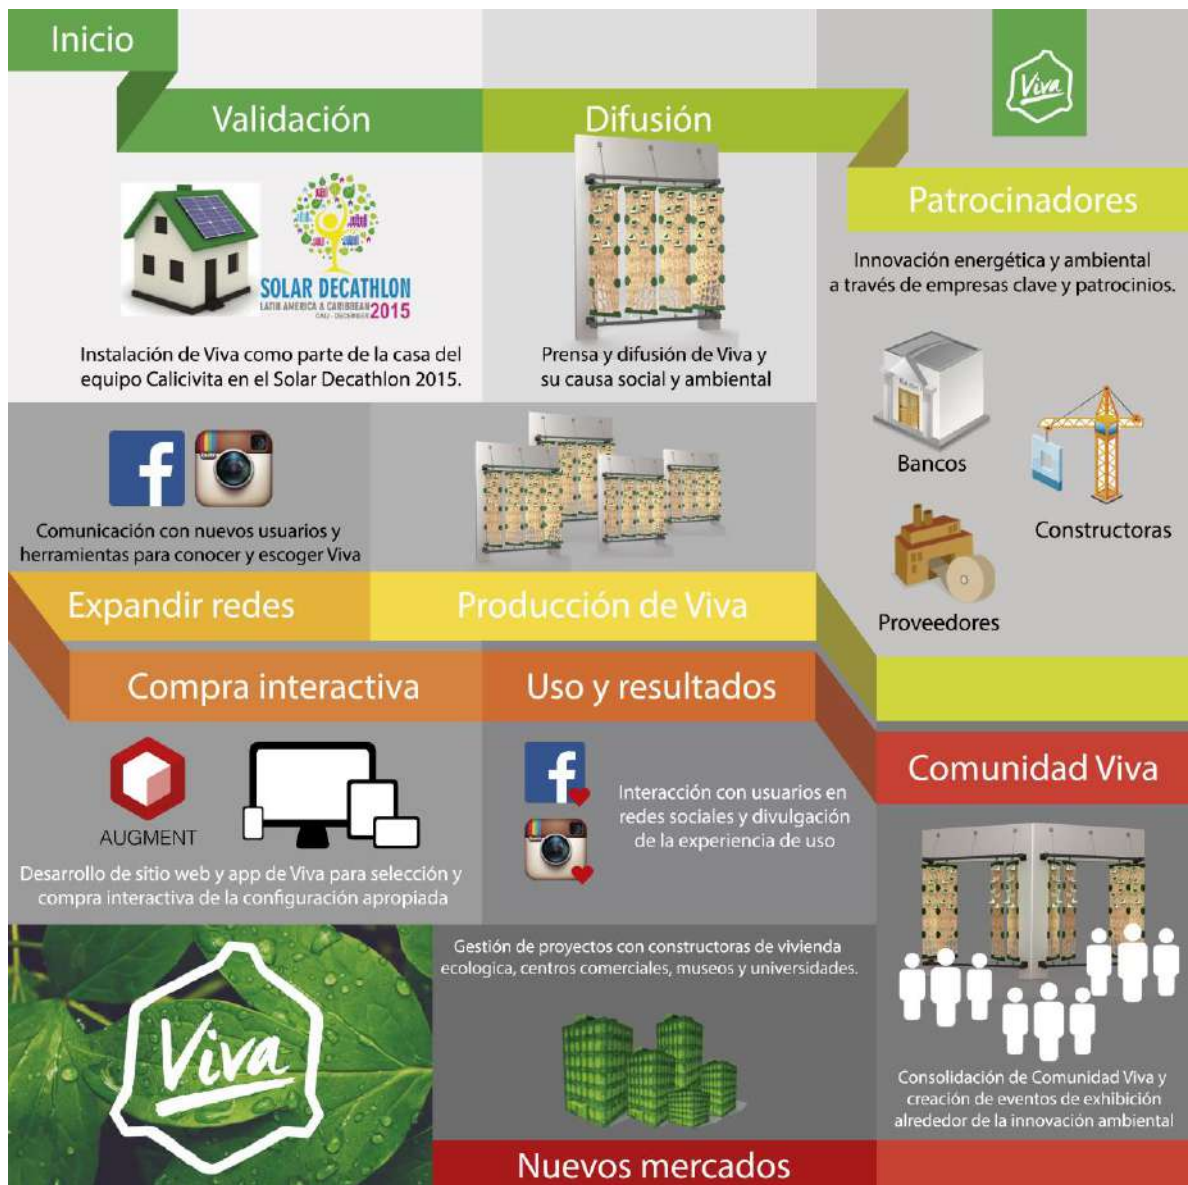 Inicio
Viva
Validación
Difusión
SOLAR DECATHLON
LATIN AMERICA & CARIBBEAN
CALI - DECEMBER 2015
Instalación de Viva como parte de la casa del
equipo Calicivita en el Solar Decathlon 2015.
Prensa y difusión de Viva y
su causa social y ambiental
Patrocinadores
Innovación energética y ambiental
a través de empresas clave y patrocinios.
BANK
Bancos
Constructoras
Proveedores
Comunicación con nuevos usuarios y
herramientas para conocer y escoger Viva
Expandir redes
Producción de Viva
Compra interactiva
Uso y resultados
AUGMENT
Desarrollo de sitio web y app de Viva para selección y
compra interactiva de la configuración apropiada
Interacción con usuarios en
redes sociales y divulgación
de la experiencia de uso
Comunidad Viva
Consolidación de Comunidad Viva y
creación de eventos de exhibición
alrededor de la innovación ambiental
Viva
Gestión de proyectos con constructoras de vivienda
ecologica, centros comerciales, museos y universidades.
Nuevos mercados